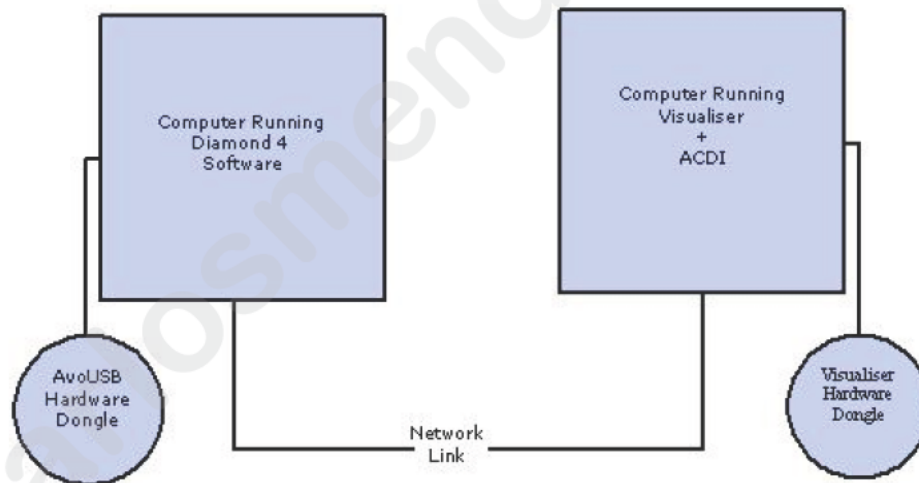 Computer Running
Diamond 4
Software
Computer Running
Visualiser
+
ACDI
AvoUSB
Hardware
Dongle
Visualiser
Hardware
Dongle
Network
Link